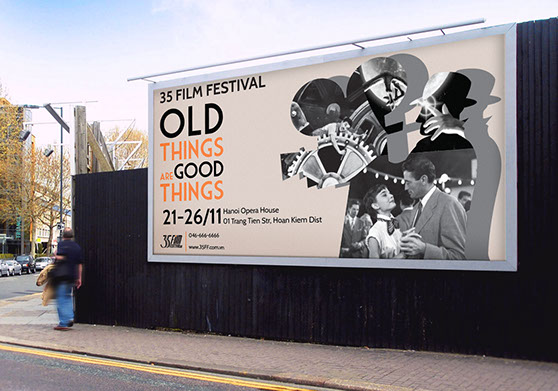 35 FILM FESTIVAL
OLD
THINGS
ARE GOOD
THINGS
21-26/11
Hanoi Opera House
01 Trang Tien Str, Hoan Kiem Dist
35FF
046-666-6666
www.35FF.com.vn